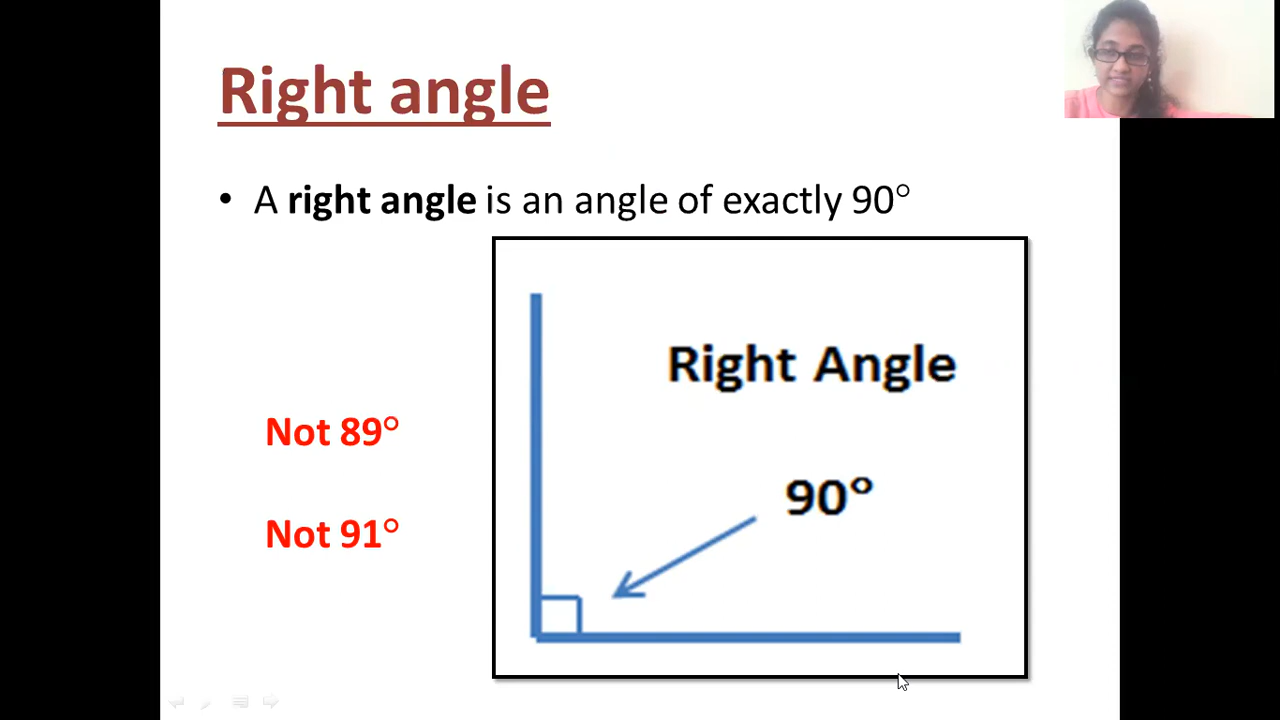 Right angle
• A right angle is an angle of exactly 90°
Right Angle
Not 89°
90°
Not 91°